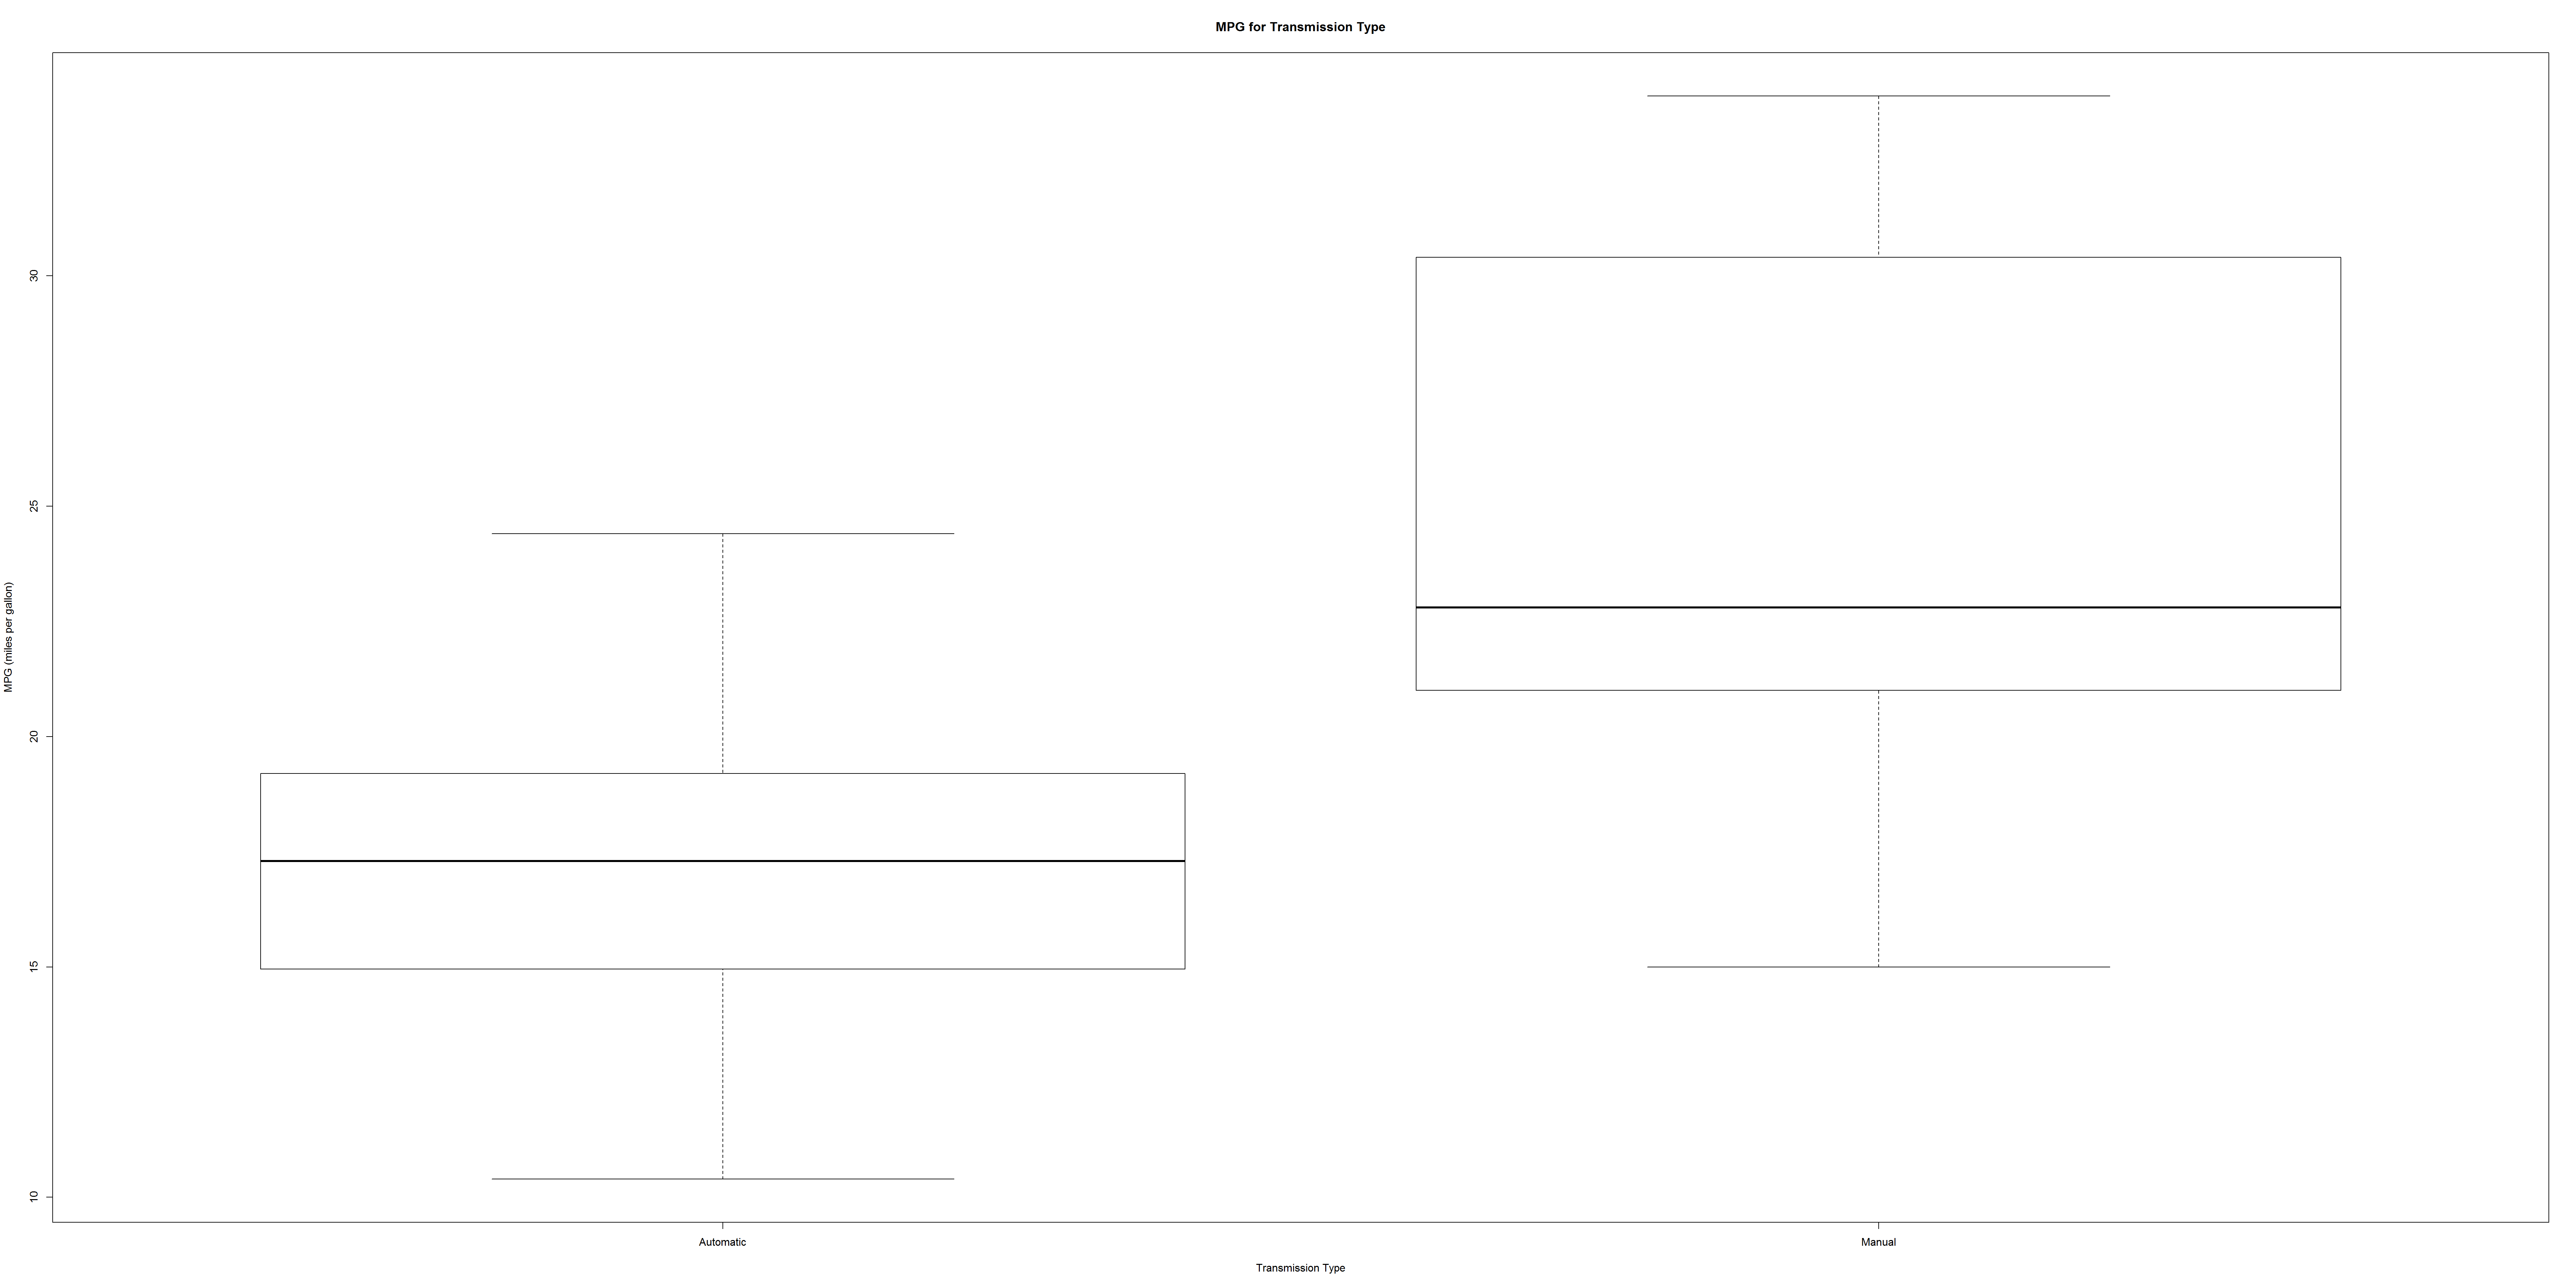 MPG for Transmission Type
MPG (miles per gallon)
30
25
20
15
10
Automatic
Manual
Transmission Type